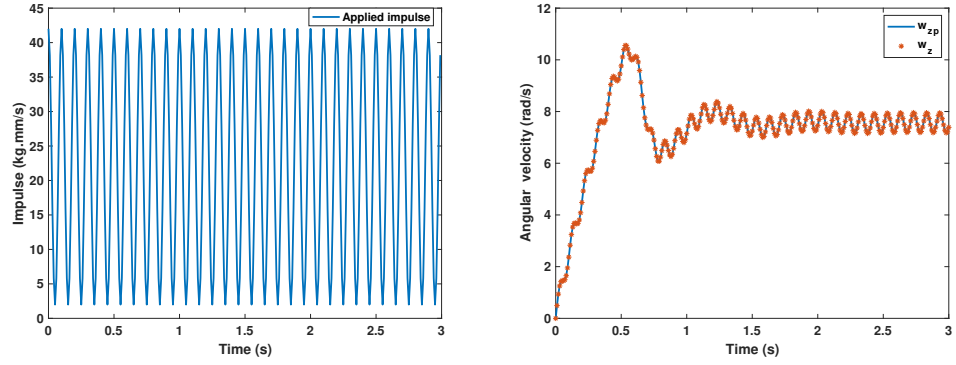 Applied impulse
45
40
35
30
25
20
15
10
5
0
Impulse (kg.mm/s)
0 0.5 1 1.5 2 2.5 3
Time (s)
w_zp
w_z
12
10
8
6
4
2
0
Angular velocity (rad/s)
0 0.5 1 1.5 2 2.5 3
Time (s)